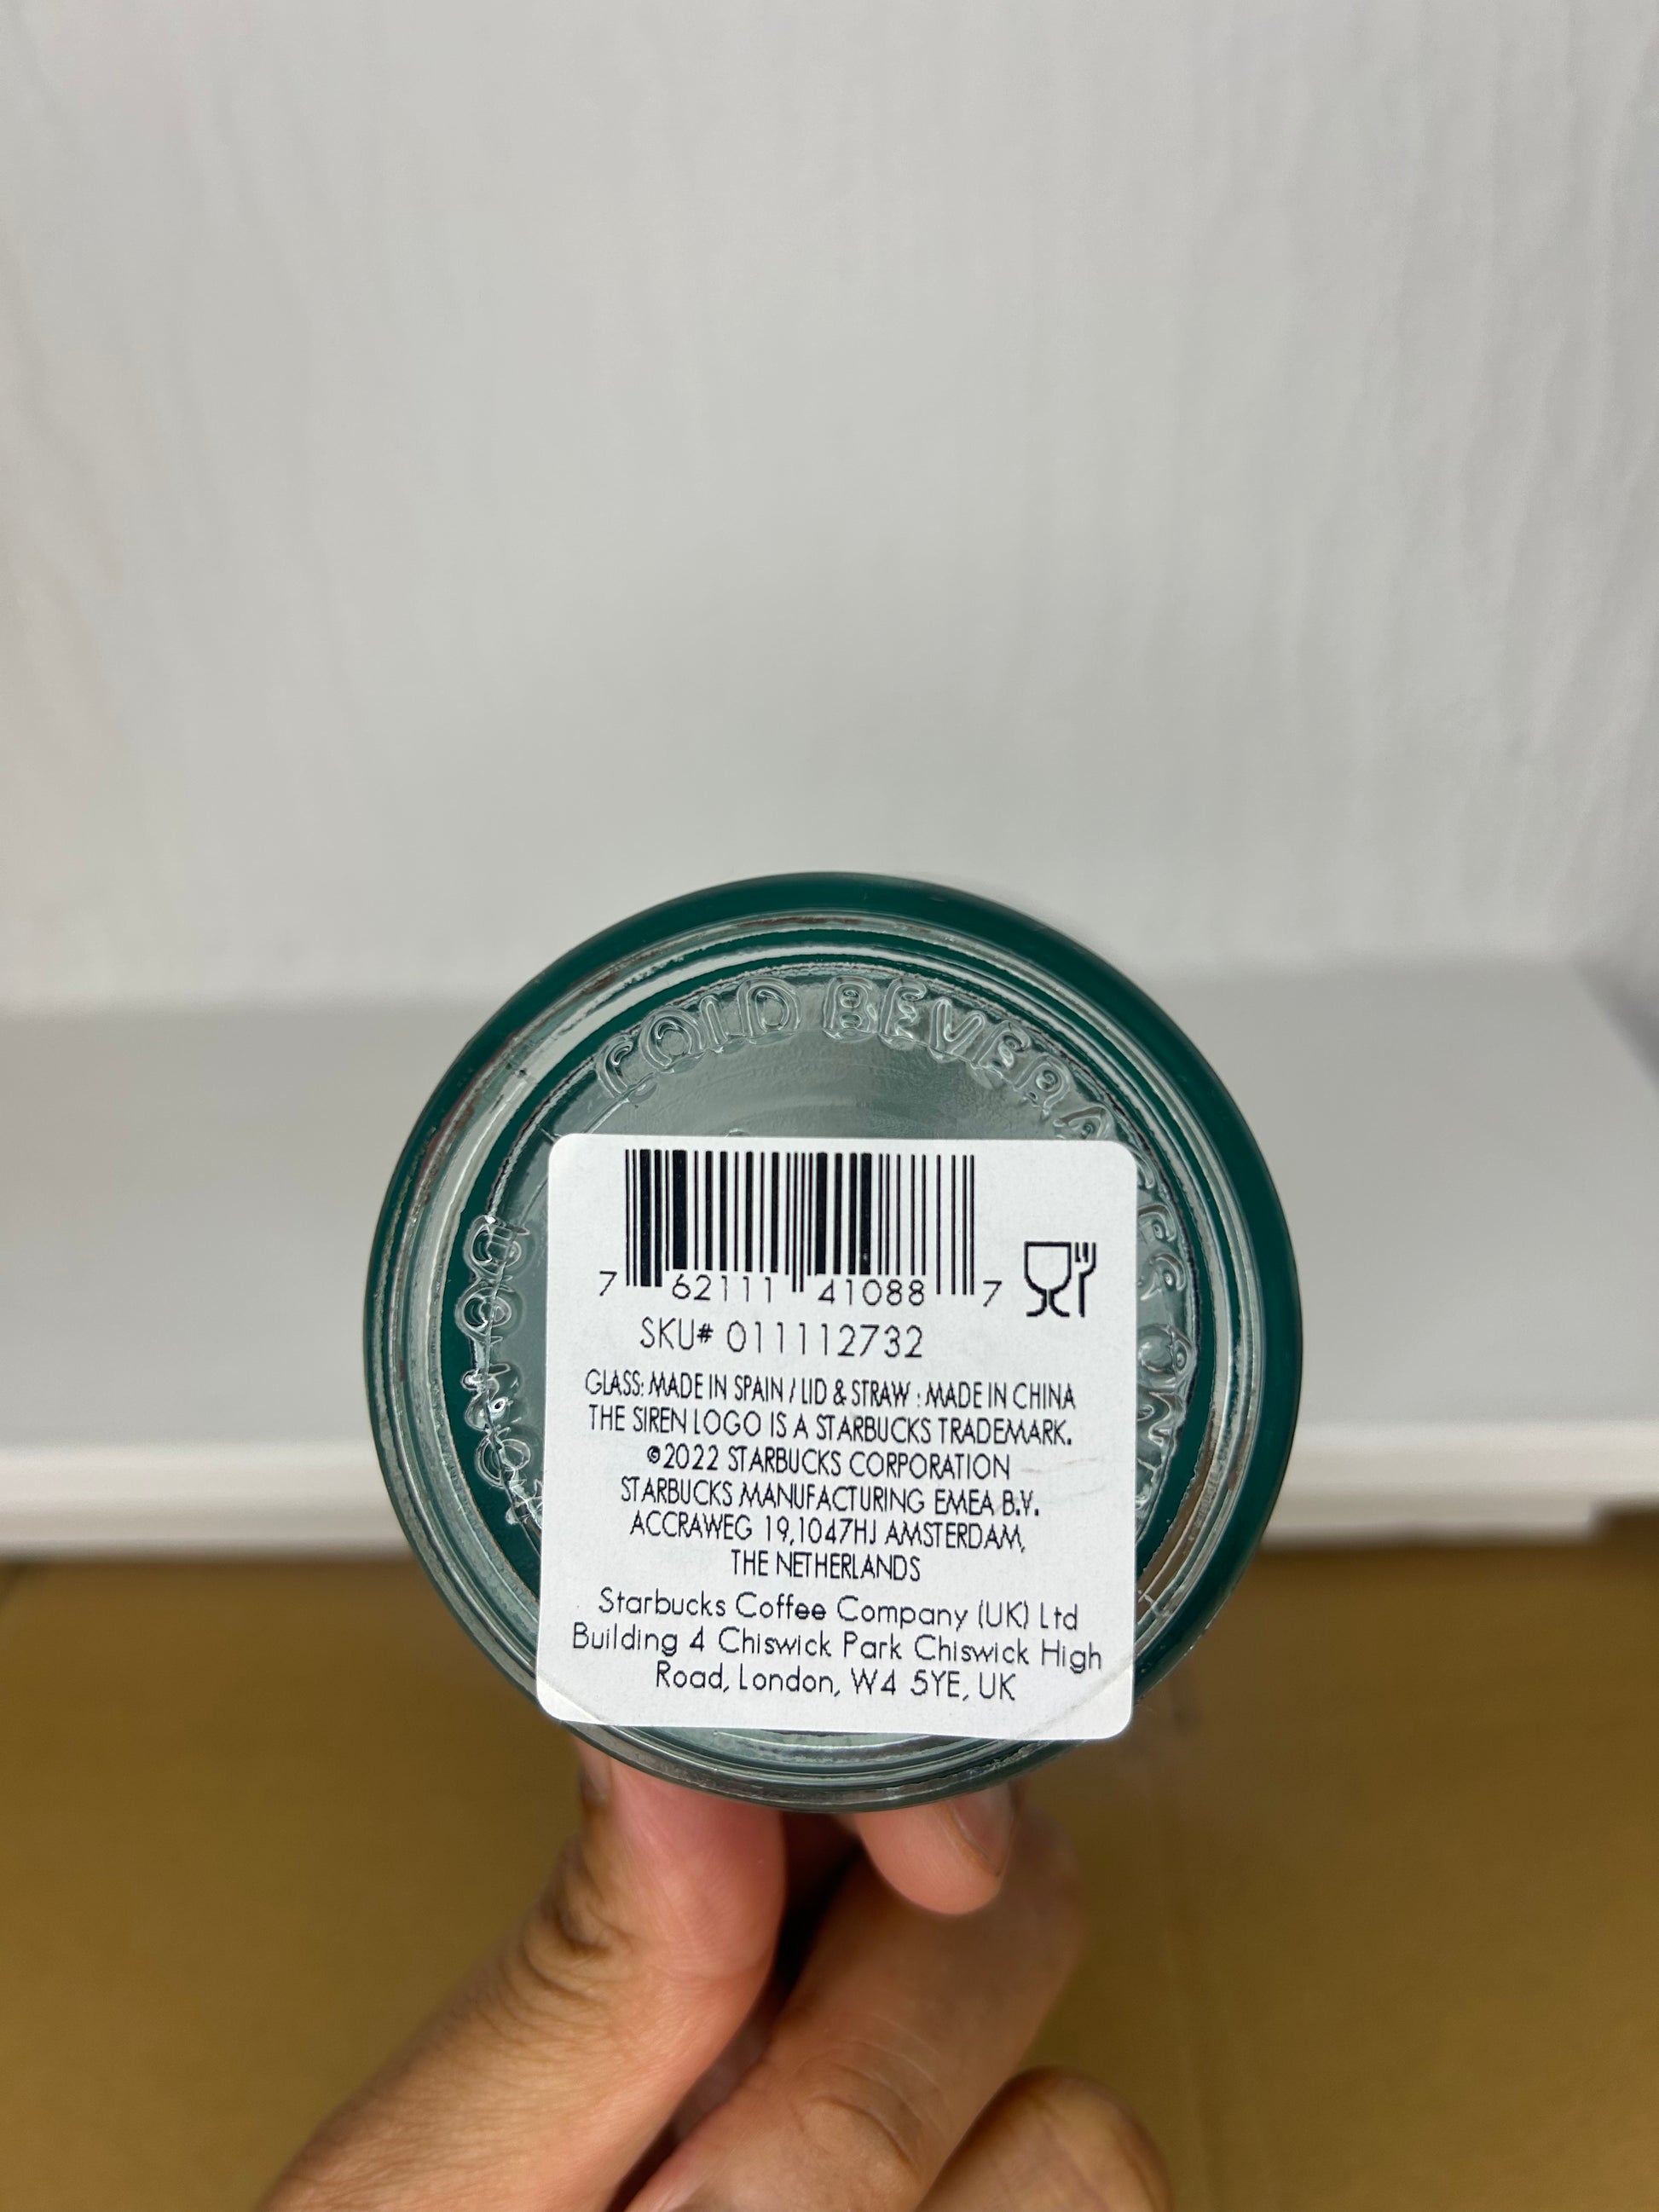 COLD BEVERAGES ONLY
7 62111 41088 7
SKU# 011112732
GLASS: MADE IN SPAIN / LID & STRAW : MADE IN CHINA
THE SIREN LOGO IS A STARBUCKS TRADEMARK.
©2022 STARBUCKS CORPORATION
STARBUCKS MANUFACTURING EMEA B.V.
ACCRAWEG 19,1047HJ AMSTERDAM,
THE NETHERLANDS
Starbucks Coffee Company (UK) Ltd
Building 4 Chiswick Park Chiswick High
Road, London, W4 5YE, UK